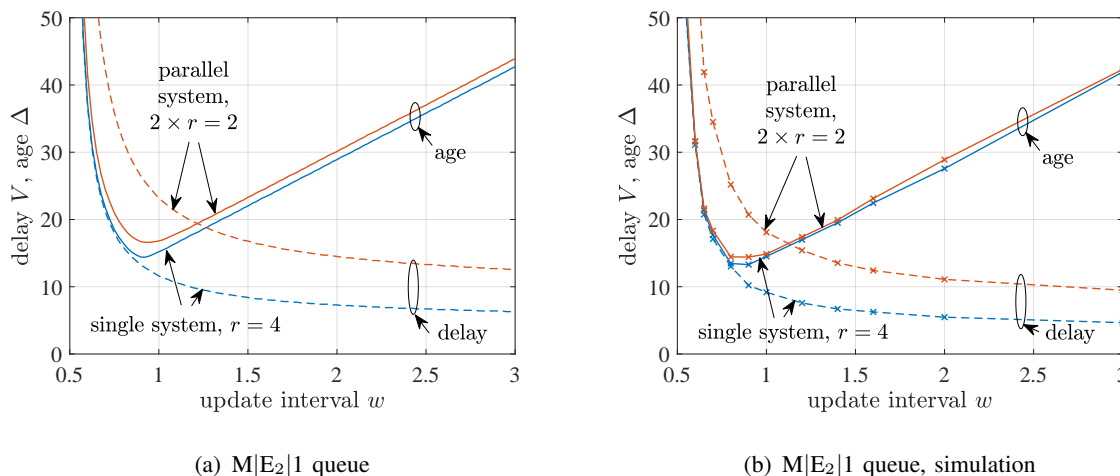 50
40
30
20
10
0
delay V, age Δ
parallel
system,
2 × r = 2
age
single system, r = 4
delay
0.5 1 1.5 2 2.5 3
update interval w
(a) M|E₂|1 queue
50
40
30
20
10
0
delay V, age Δ
parallel
system,
2 × r = 2
age
single system, r = 4
delay
0.5 1 1.5 2 2.5 3
update interval w
(b) M|E₂|1 queue, simulation